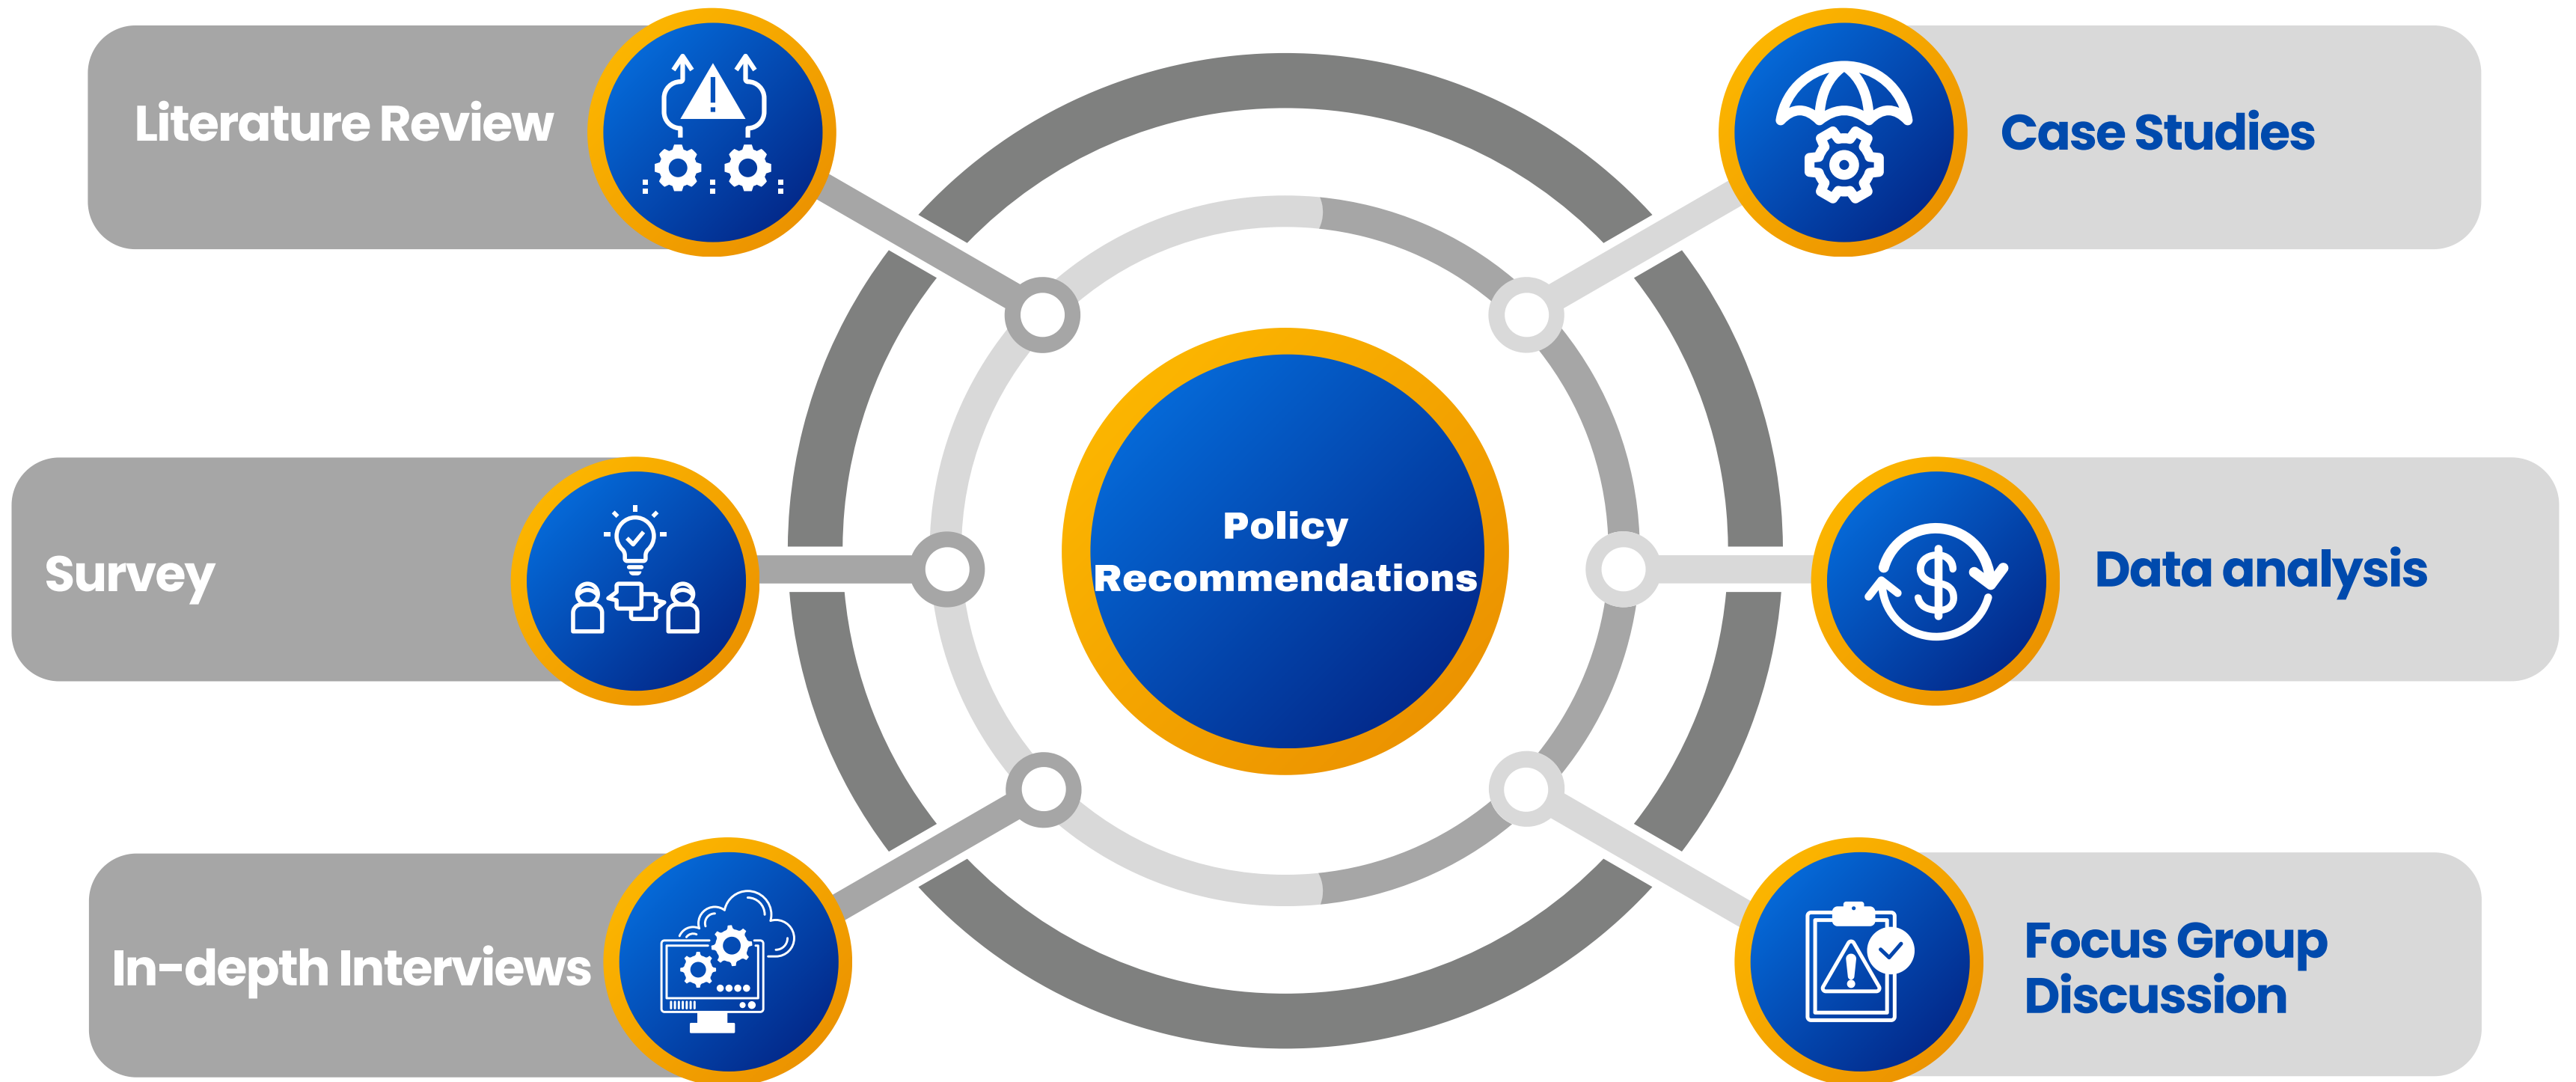 Literature Review
Case Studies
Policy
Recommendations
Survey
Data analysis
In-depth Interviews
Focus Group
Discussion